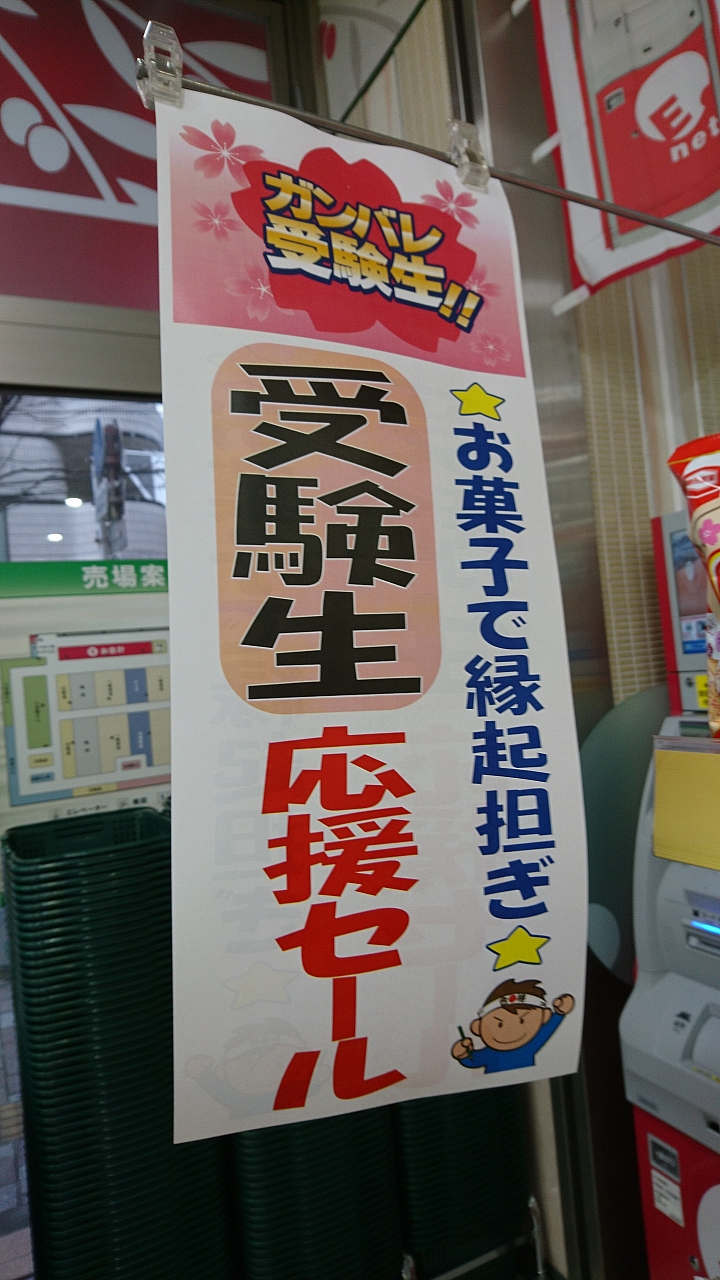 ガンバレ
受験生!!
お菓子で縁起担ぎ
受験生
応援セール
売場案
net